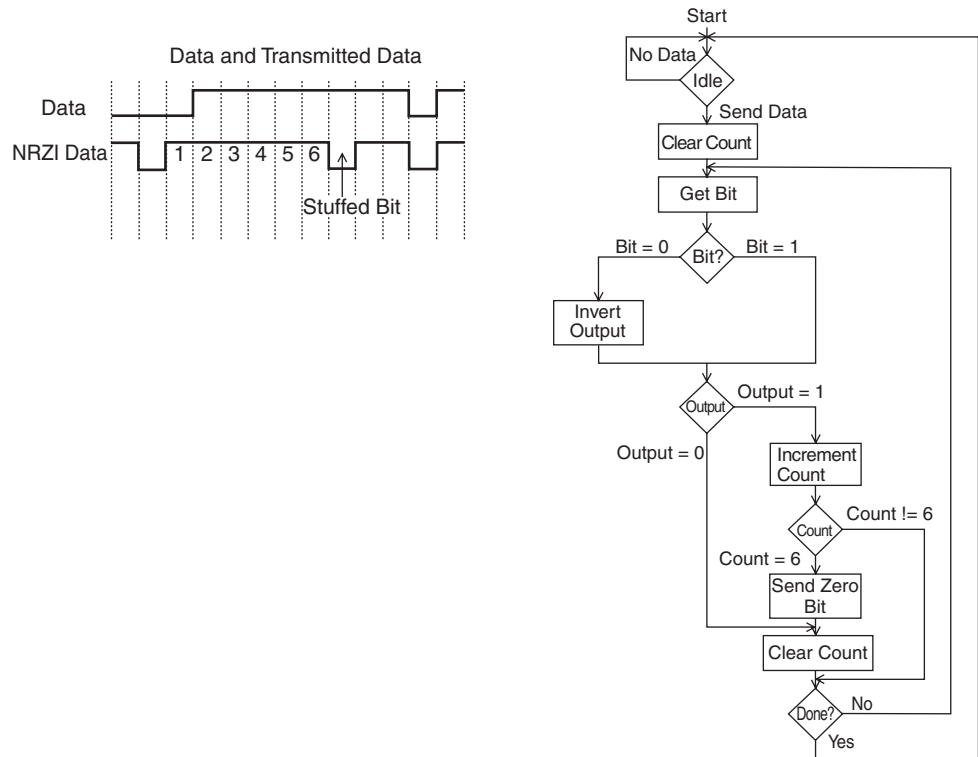 Data and Transmitted Data
Data
NRZI Data
1 2 3 4 5 6
Stuffed Bit
Start
No Data
Idle
Send Data
Clear Count
Get Bit
Bit = 0
Bit?
Bit = 1
Invert
Output
Output
Output = 1
Output = 0
Increment
Count
Count
Count != 6
Count = 6
Send Zero
Bit
Clear Count
Done?
No
Yes